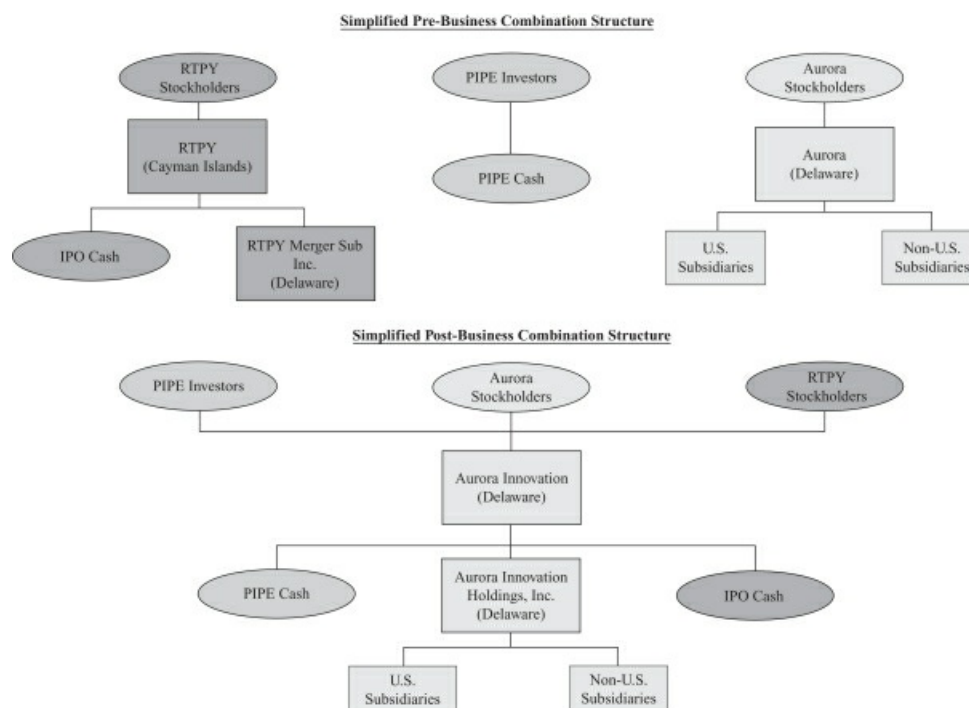 Simplified Pre-Business Combination Structure
RTPY
Stockholders
PIPE Investors
Aurora
Stockholders
RTPY
(Cayman Islands)
PIPE Cash
Aurora
(Delaware)
IPO Cash
RTPY Merger Sub
Inc.
(Delaware)
U.S.
Subsidiaries
Non-U.S.
Subsidiaries
Simplified Post-Business Combination Structure
PIPE Investors
Aurora
Stockholders
RTPY
Stockholders
Aurora Innovation
(Delaware)
PIPE Cash
Aurora Innovation
Holdings, Inc.
(Delaware)
IPO Cash
U.S.
Subsidiaries
Non-U.S.
Subsidiaries